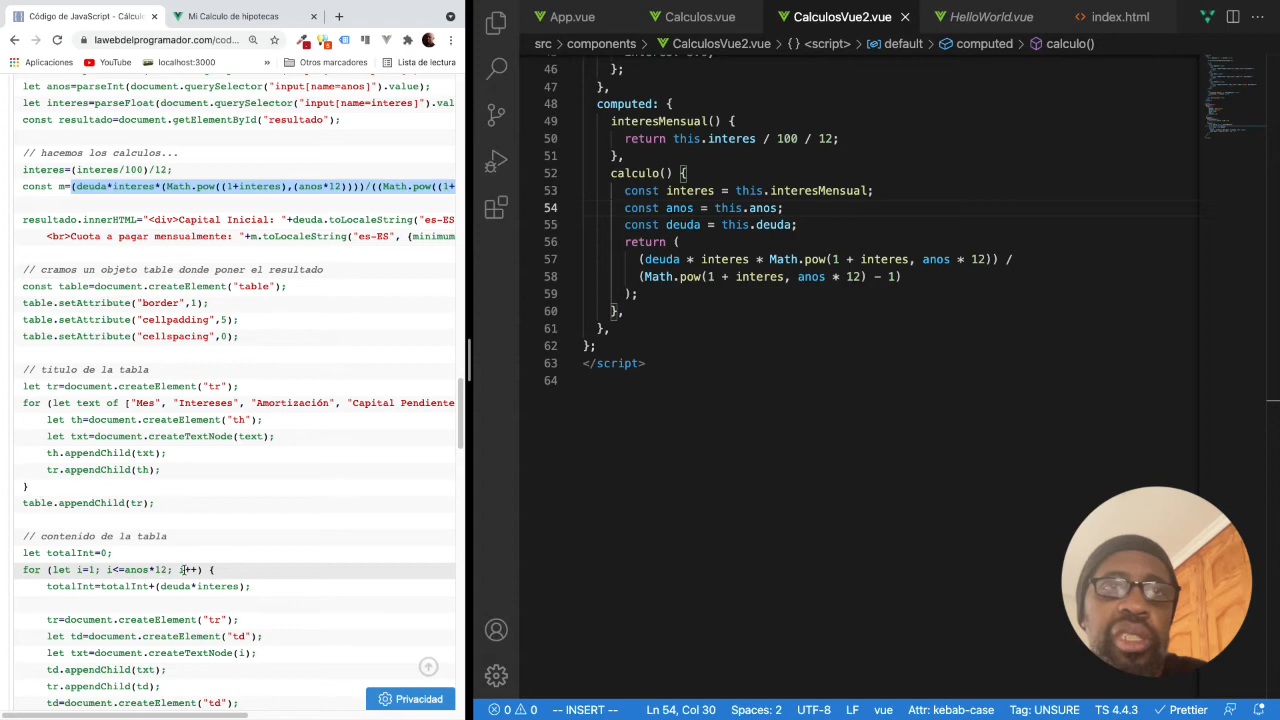 Código de JavaScript - Cálcul
Mi Calculo de hipotecas
lawebdelprogramador.com/cod...
Aplicaciones
YouTube
localhost:3000
»
Otros marcadores
Lista de lectura
let anos=parseInt(document.querySelector("input[name=anos]").value);
let interes=parseFloat(document.querySelector("input[name=interes]").val
const resultado=document.getElementById("resultado");
// hacemos los calculos...
interes=(interes/100)/12;
const m=(deuda*interes*(Math.pow((1+interes),(anos*12))))/((Math.pow((1+
resultado.innerHTML="<div>Capital Inicial: "+deuda.toLocaleString("es-ES
<br>Cuota a pagar mensualmente: "+m.toLocaleString("es-ES", {minimum
// cramos un objeto table donde poner el resultado
const table=document.createElement("table");
table.setAttribute("border",1);
table.setAttribute("cellpadding",5);
table.setAttribute("cellspacing",0);
// titulo de la tabla
let tr=document.createElement("tr");
for (let text of ["Mes", "Intereses", "Amortización", "Capital Pendiente
let th=document.createElement("th");
let txt=document.createTextNode(text);
th.appendChild(txt);
tr.appendChild(th);
}
table.appendChild(tr);
// contenido de la tabla
let totalInt=0;
for (let i=1; i<=anos*12; i++) {
totalInt=totalInt+(deuda*interes);
tr=document.createElement("tr");
let td=document.createElement("td");
let txt=document.createTextNode(i);
td.appendChild(txt);
tr.appendChild(td);
td=document.createElement("td");
Privacidad
App.vue
Calculos.vue
CalculosVue2.vue
HelloWorld.vue
index.html
src > components > CalculosVue2.vue > {} <script> > default > computed > calculo()
46 };
47 },
48 computed: {
49 interesMensual() {
50 return this.interes / 100 / 12;
51 },
52 calculo() {
53 const interes = this.interesMensual;
54 const anos = this.anos;
55 const deuda = this.deuda;
56 return (
57 (deuda * interes * Math.pow(1 + interes, anos * 12)) /
58 (Math.pow(1 + interes, anos * 12) - 1)
59 );
60 },
61 },
62 };
63 </script>
64
0 0 -- INSERT -- Ln 54, Col 30 Spaces: 2 UTF-8 LF vue Attr: kebab-case Tag: UNSURE TS 4.4.3 Prettier